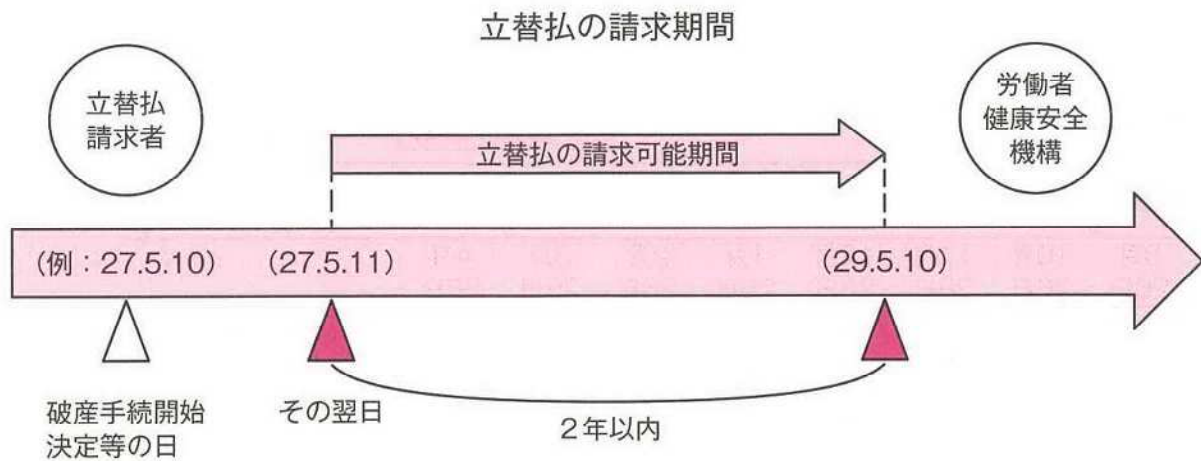 立替払の請求期間
立替払
請求者
労働者
健康安全
機構
立替払の請求可能期間
（例：27.5.10）
（27.5.11）
（29.5.10）
破産手続開始
決定等の日
その翌日
２年以内